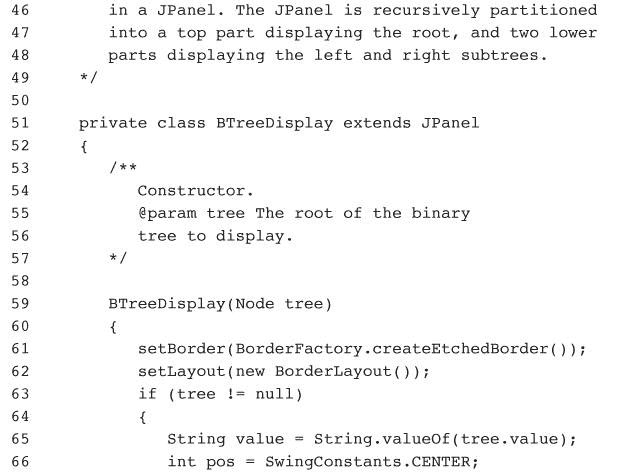 46        in a JPanel. The JPanel is recursively partitioned
47        into a top part displaying the root, and two lower
48        parts displaying the left and right subtrees.
49     */
50
51     private class BTreeDisplay extends JPanel
52     {
53        /**
54           Constructor.
55           @param tree The root of the binary
56           tree to display.
57        */
58
59        BTreeDisplay(Node tree)
60        {
61           setBorder(BorderFactory.createEtchedBorder());
62           setLayout(new BorderLayout());
63           if (tree != null)
64           {
65              String value = String.valueOf(tree.value);
66              int pos = SwingConstants.CENTER;